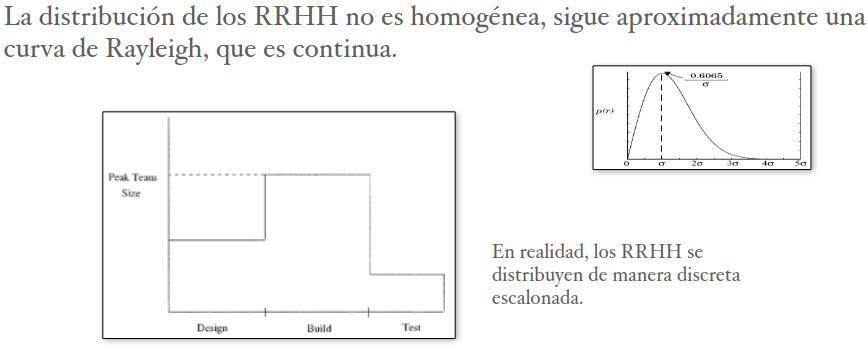 La distribución de los RRHH no es homogénea, sigue aproximadamente una
curva de Rayleigh, que es continua.
0.6065
σ
p(r)
0 σ 2σ 3σ 4σ 5σ
Peak Team
Size
Design Build Test
En realidad, los RRHH se
distribuyen de manera discreta
escalonada.